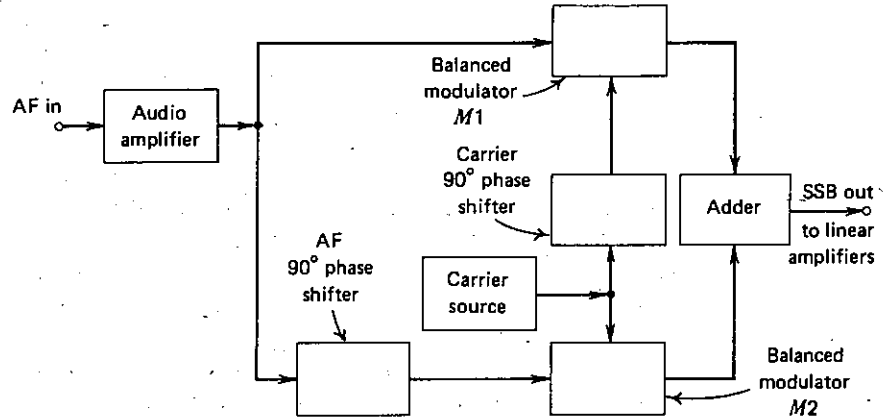 Balanced
modulator
M1
AF in
Audio
amplifier
Carrier
90° phase
shifter
Adder
SSB out
to linear
amplifiers
AF
90° phase
shifter
Carrier
source
Balanced
modulator
M2